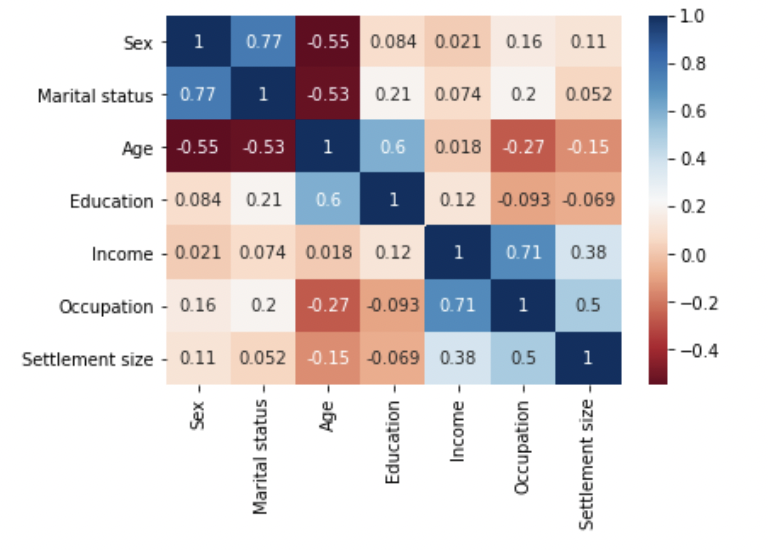 Sex 1 0.77 -0.55 0.084 0.021 0.16 0.11
Marital status 0.77 1 -0.53 0.21 0.074 0.2 0.052
Age -0.55 -0.53 1 0.6 0.018 -0.27 -0.15
Education 0.084 0.21 0.6 1 0.12 -0.093 -0.069
Income 0.021 0.074 0.018 0.12 1 0.71 0.38
Occupation 0.16 0.2 -0.27 -0.093 0.71 1 0.5
Settlement size 0.11 0.052 -0.15 -0.069 0.38 0.5 1
Sex
Marital status
Age
Education
Income
Occupation
Settlement size
1.0
0.8
0.6
0.4
0.2
0.0
−0.2
−0.4